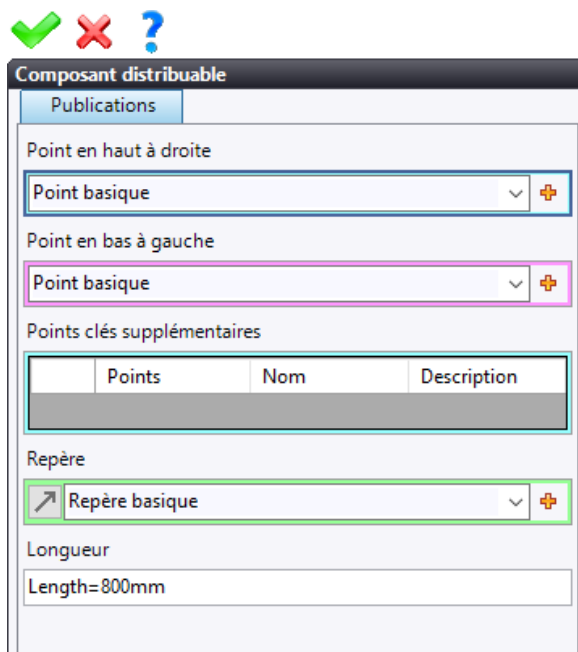 Composant distribuable
Publications
Point en haut à droite
Point basique
Point en bas à gauche
Point basique
Points clés supplémentaires
Points Nom Description
Repère
Repère basique
Longueur
Length=800mm